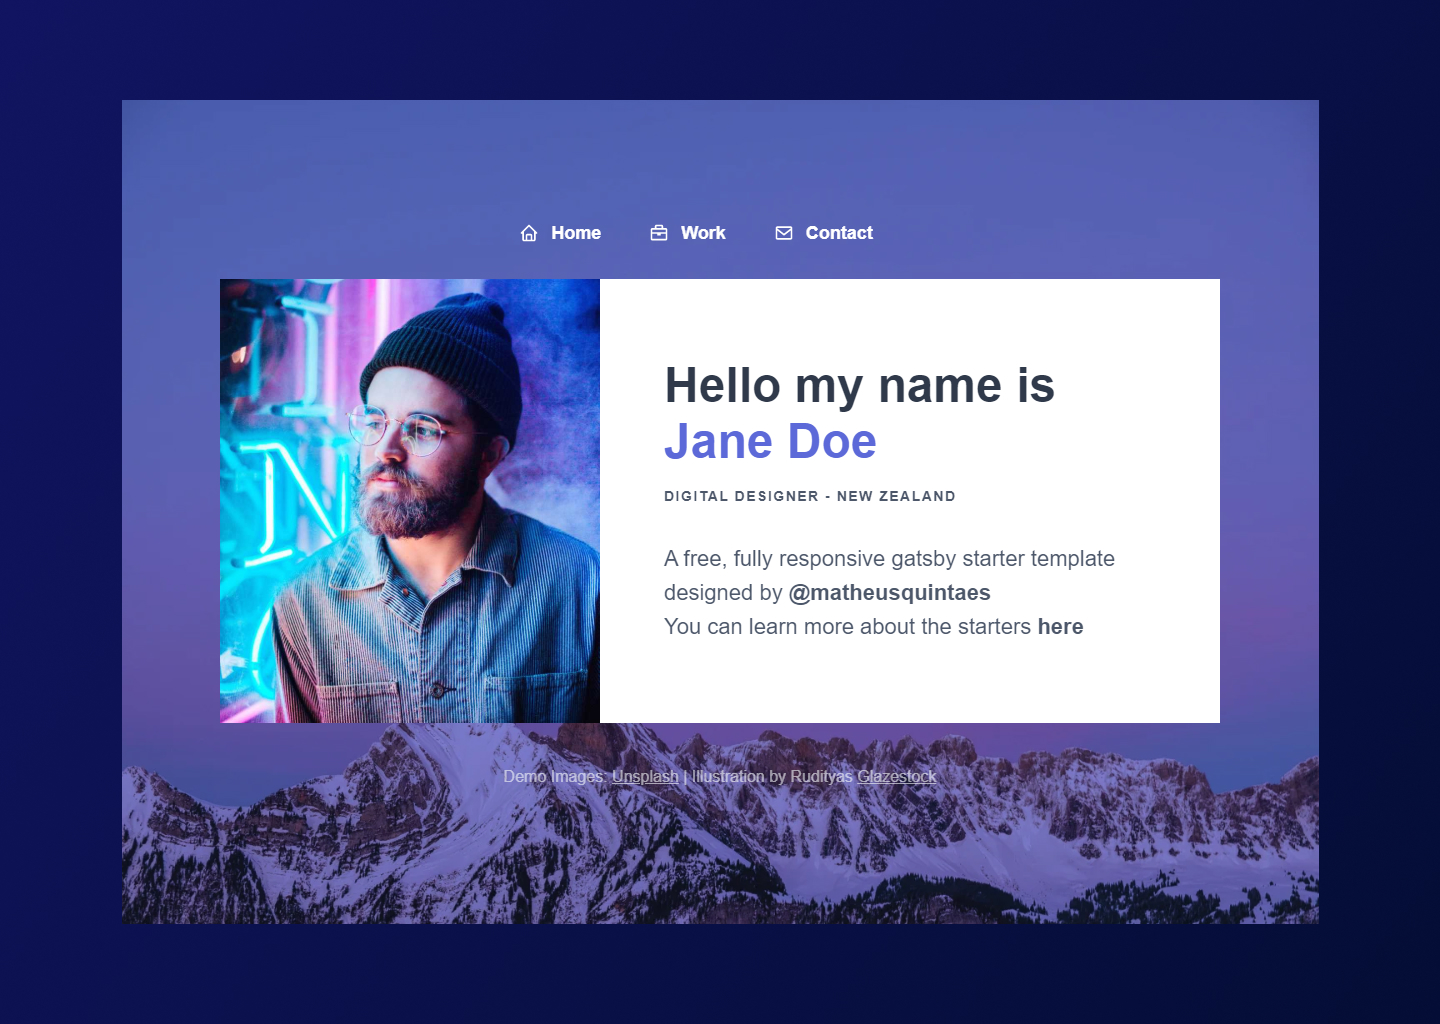 Home Work Contact
Hello my name is
Jane Doe
DIGITAL DESIGNER - NEW ZEALAND
A free, fully responsive gatsby starter template
designed by @matheusquintaes
You can learn more about the starters here
Demo Images: Unsplash | Illustration by Rudityas Glazestock